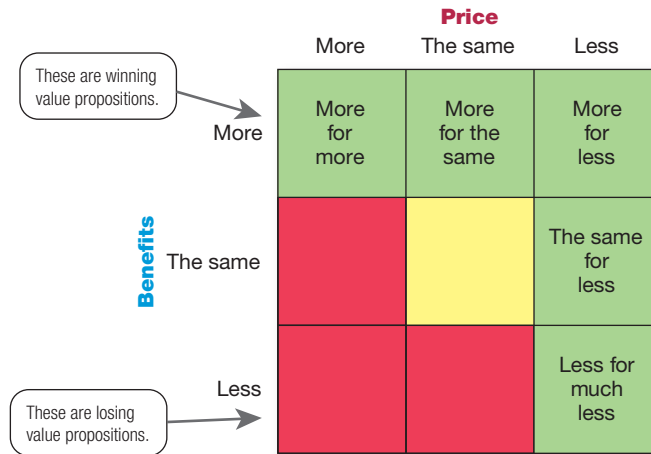 Price
More
The same
Less
These are winning
value propositions.
More
More
for
more
More
for the
same
More
for
less
Benefits
The same
The same
for
less
Less
Less for
much
less
These are losing
value propositions.